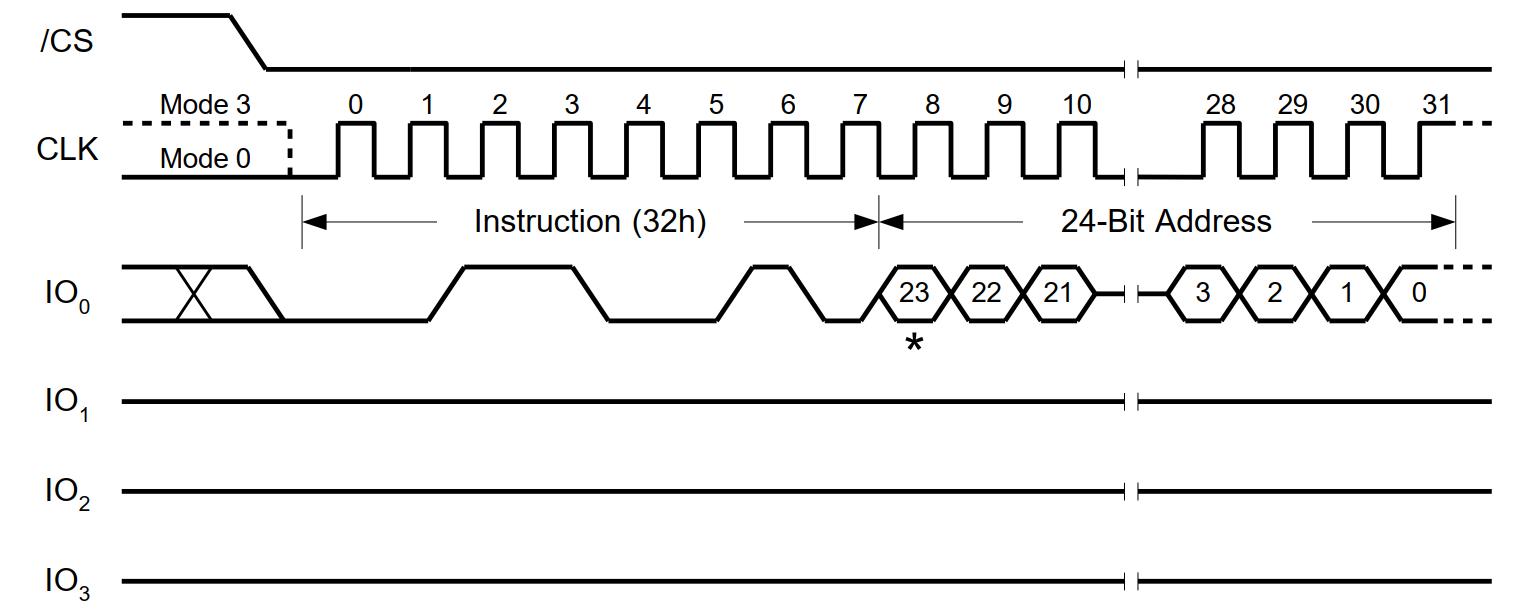 /CS
Mode 3 0 1 2 3 4 5 6 7 8 9 10 28 29 30 31
CLK
Mode 0
Instruction (32h) 24-Bit Address
IO0 23 22 21 3 2 1 0
*
IO1
IO2
IO3